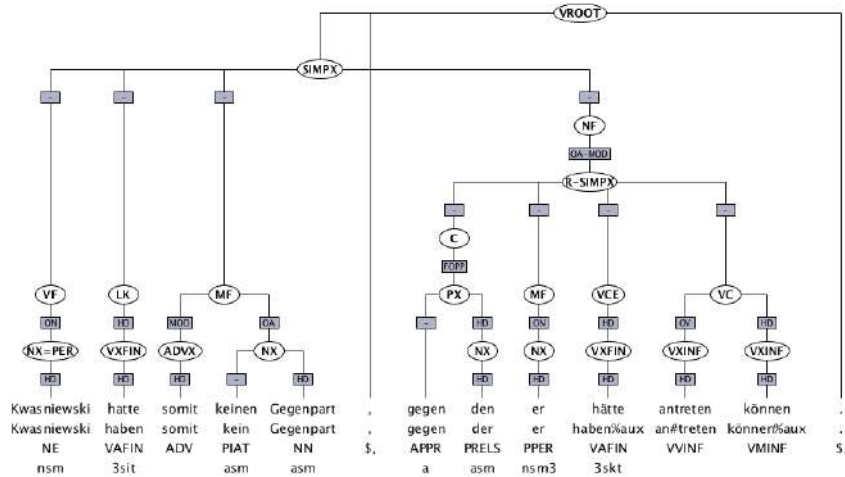 VROOT
SIMPX
- - - -
NF
OA-MOD
R-SIMPX
- - - -
C
FOPP
VF LK MF PX MF VCE VC
ON HD MOD OA - HD ON HD OV HD
NX=PER VXFIN ADVX NX NX NX VXFIN VXINF VXINF
HD HD HD - HD HD HD HD HD HD
Kwasniewski hatte somit keinen Gegenpart , gegen den er hätte antreten können .
Kwasniewski haben somit kein Gegenpart , gegen der er haben%aux an#treten können%aux .
NE VAFIN ADV PIAT NN $, APPR PRELS PPER VAFIN VVINF VMINF $.
nsm 3sit asm asm a asm nsm3 3skt